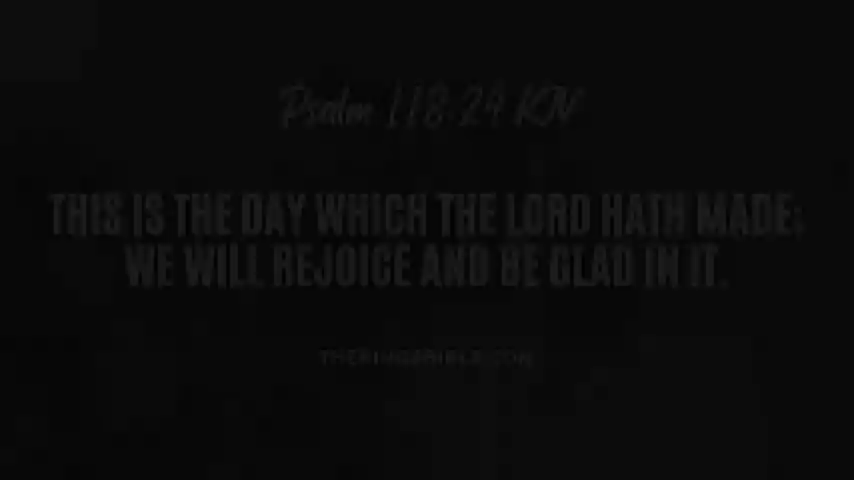 Psalm 118:24 KJV
THIS IS THE DAY WHICH THE LORD HATH MADE;
WE WILL REJOICE AND BE GLAD IN IT.